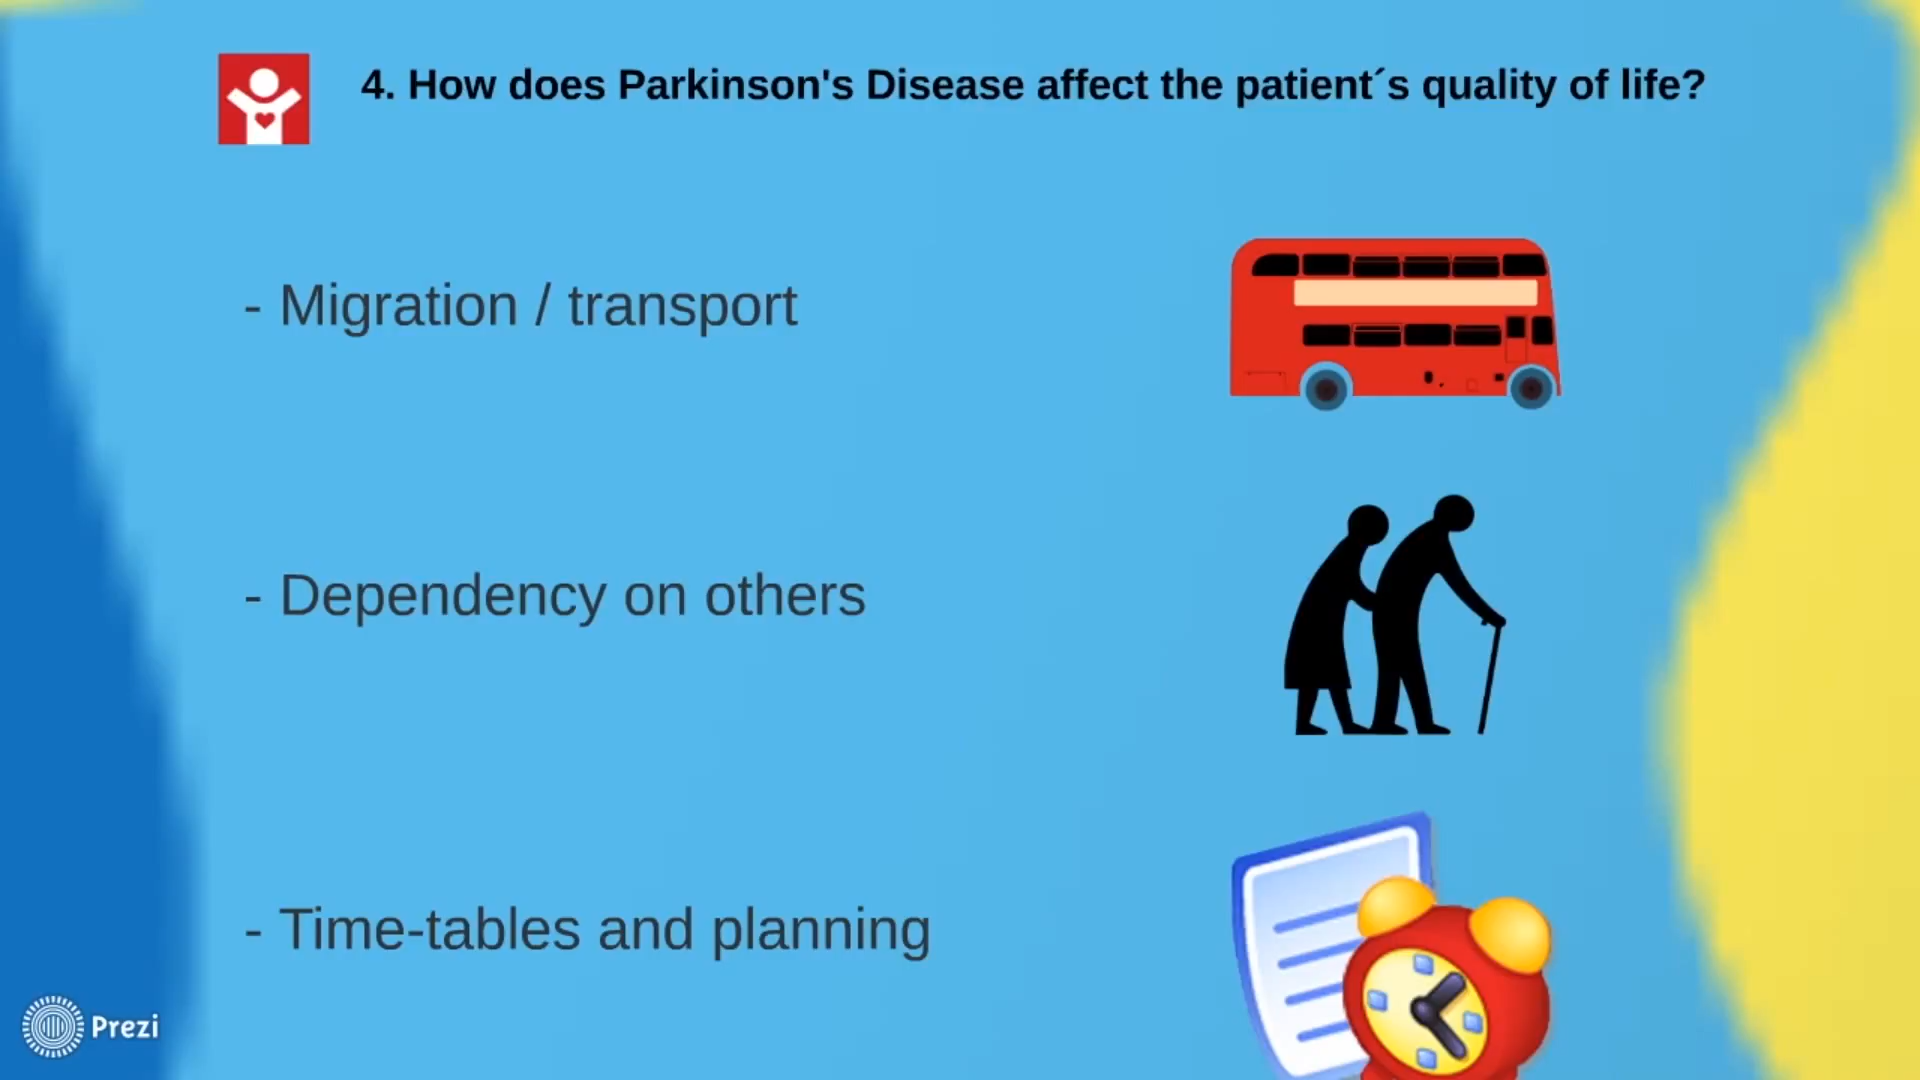 4. How does Parkinson's Disease affect the patient´s quality of life?
- Migration / transport
- Dependency on others
- Time-tables and planning
Prezi